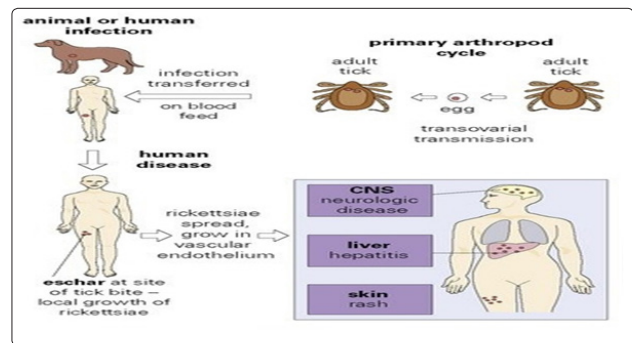 animal or human
infection
infection
transferred
on blood
feed
primary arthropod
cycle
adult
tick
adult
tick
egg
transovarial
transmission
human
disease
rickettsiae
spread,
grow in
vascular
endothelium
eschar at site
of tick bite –
local growth of
rickettsiae
CNS
neurologic
disease
liver
hepatitis
skin
rash